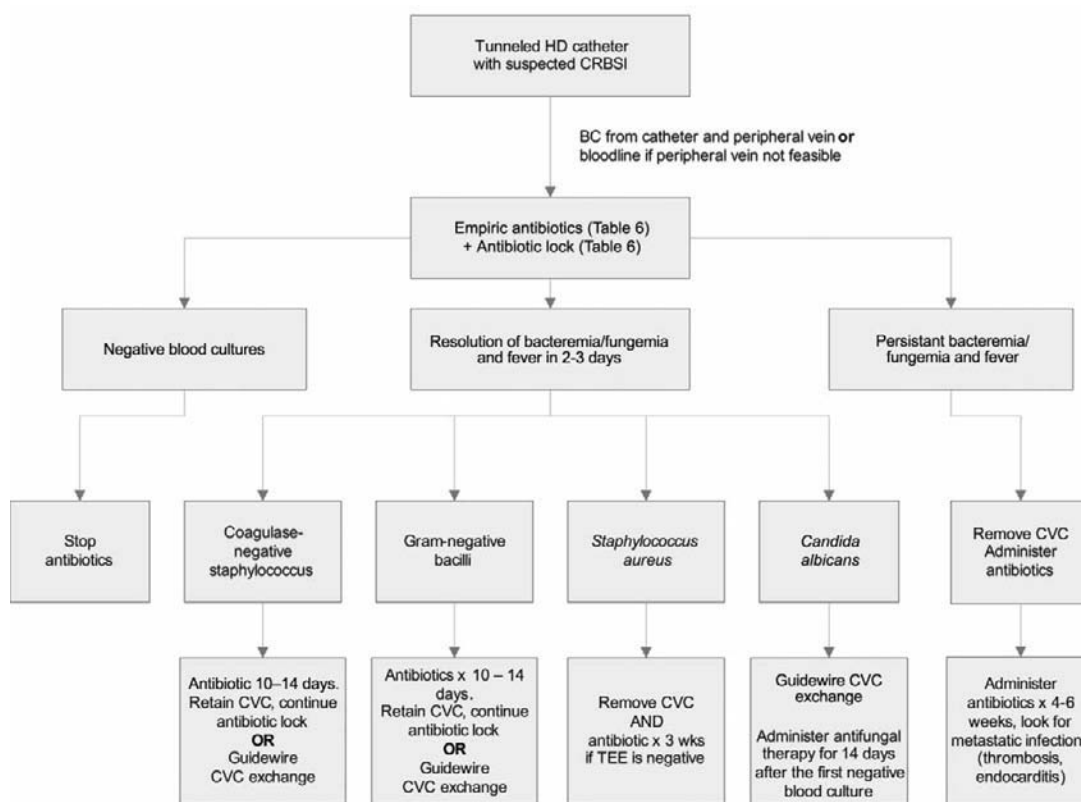 Tunneled HD catheter
with suspected CRBSI
BC from catheter and peripheral vein or
bloodline if peripheral vein not feasible
Empiric antibiotics (Table 6)
+ Antibiotic lock (Table 6)
Negative blood cultures
Resolution of bacteremia/fungemia
and fever in 2-3 days
Persistant bacteremia/
fungemia and fever
Stop
antibiotics
Coagulase-
negative
staphylococcus
Gram-negative
bacilli
Staphylococcus
aureus
Candida
albicans
Remove CVC
Administer
antibiotics
Antibiotic 10–14 days.
Retain CVC, continue
antibiotic lock
OR
Guidewire
CVC exchange
Antibiotics x 10 – 14
days.
Retain CVC, continue
antibiotic lock
OR
Guidewire
CVC exchange
Remove CVC
AND
antibiotic x 3 wks
if TEE is negative
Guidewire CVC
exchange
Administer antifungal
therapy for 14 days
after the first negative
blood culture
Administer
antibiotics x 4-6
weeks, look for
metastatic infection
(thrombosis,
endocarditis)